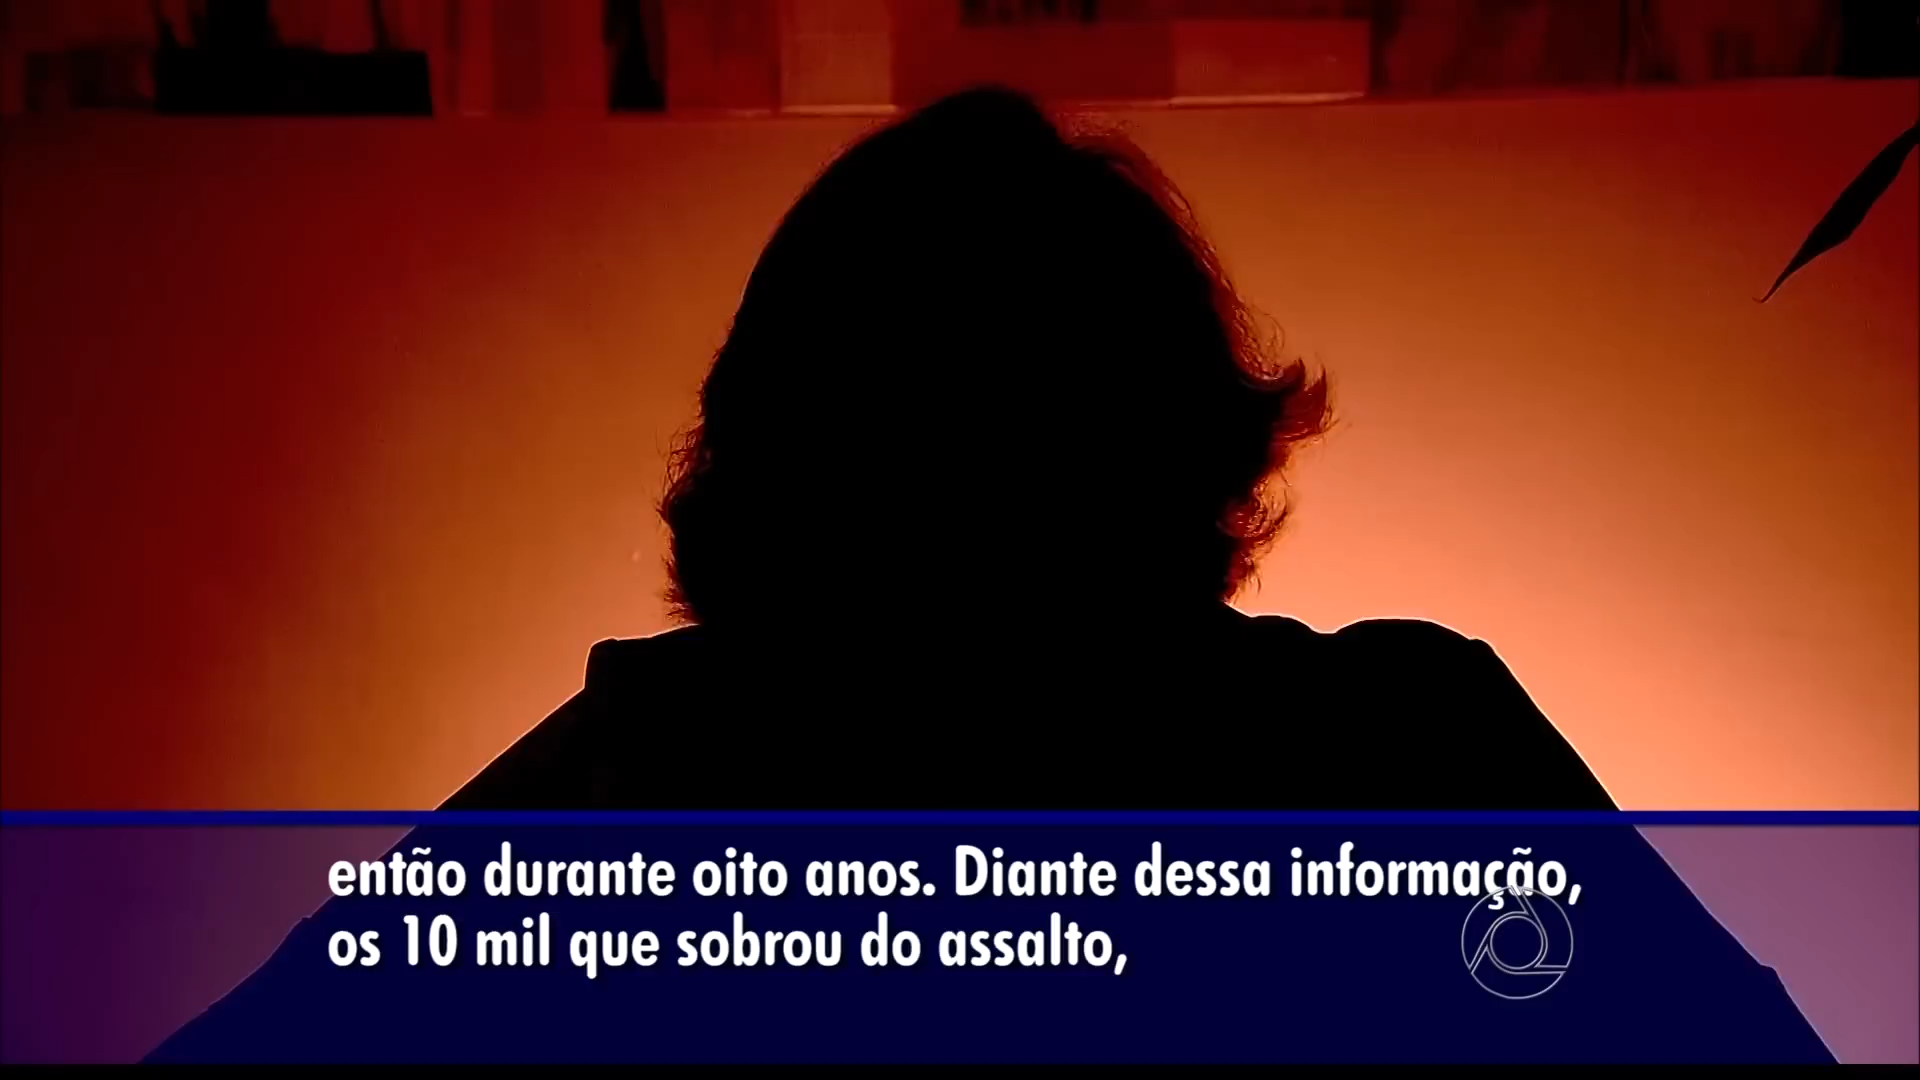 então durante oito anos. Diante dessa informação,
os 10 mil que sobrou do assalto,